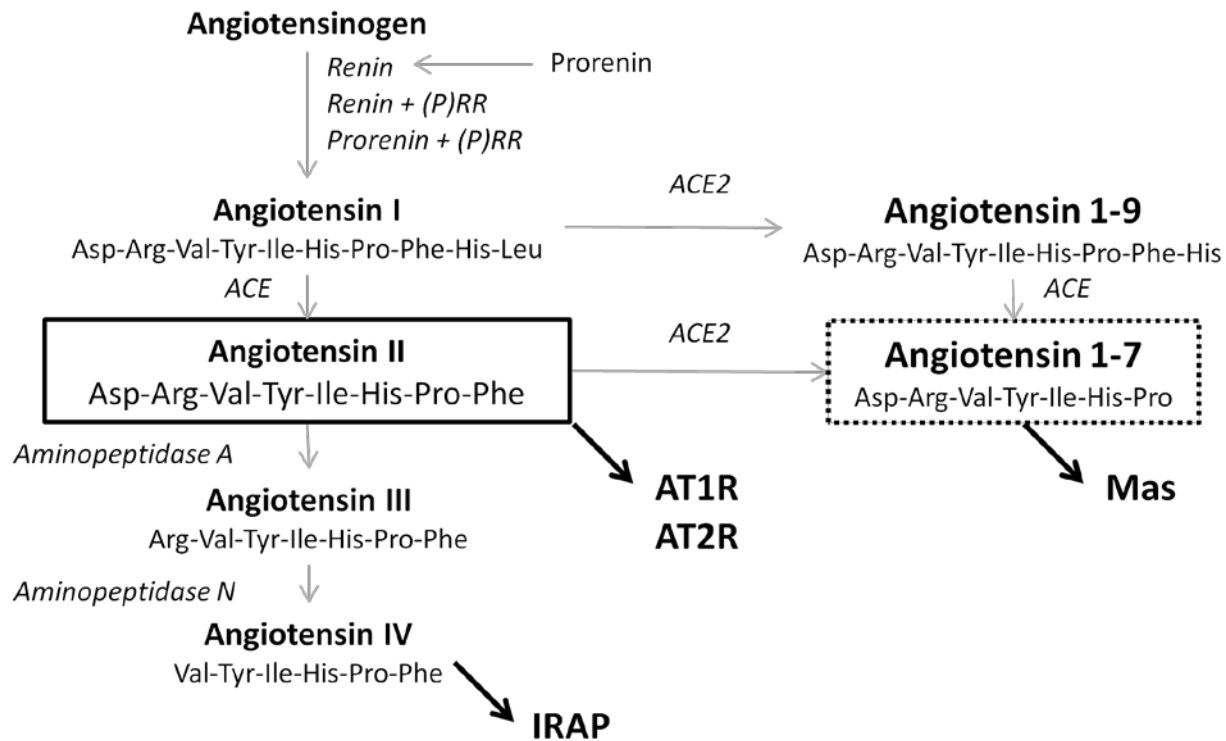 Angiotensinogen
Renin
Prorenin
Renin + (P)RR
Prorenin + (P)RR
ACE2
Angiotensin I
Asp-Arg-Val-Tyr-Ile-His-Pro-Phe-His-Leu
Angiotensin 1-9
Asp-Arg-Val-Tyr-Ile-His-Pro-Phe-His
ACE
ACE
ACE2
Angiotensin II
Asp-Arg-Val-Tyr-Ile-His-Pro-Phe
Angiotensin 1-7
Asp-Arg-Val-Tyr-Ile-His-Pro
Aminopeptidase A
AT1R
AT2R
Mas
Angiotensin III
Arg-Val-Tyr-Ile-His-Pro-Phe
Aminopeptidase N
Angiotensin IV
Val-Tyr-Ile-His-Pro-Phe
IRAP